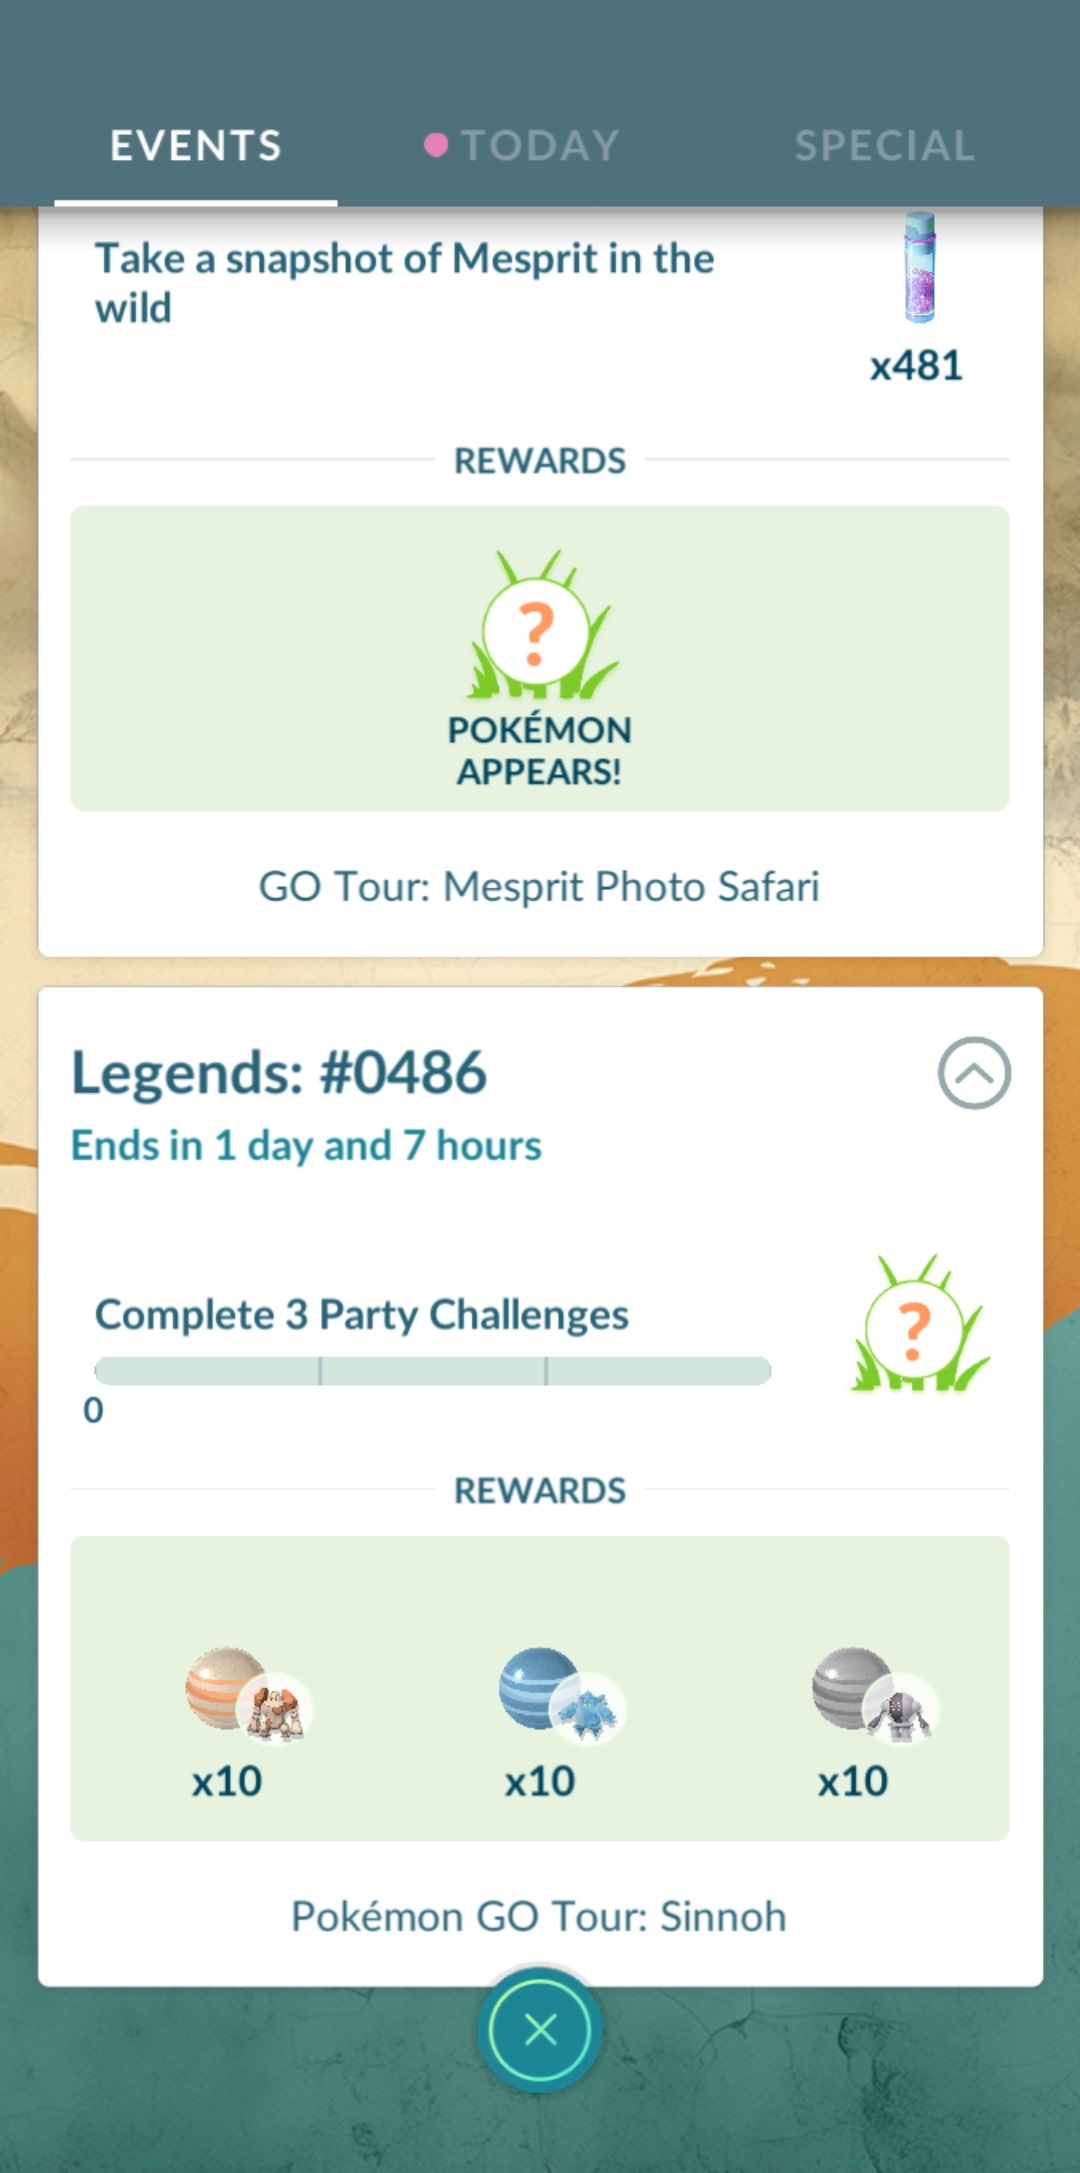 EVENTS
TODAY
SPECIAL
Take a snapshot of Mesprit in the
wild
x481
REWARDS
?
POKÉMON
APPEARS!
GO Tour: Mesprit Photo Safari
Legends: #0486
Ends in 1 day and 7 hours
Complete 3 Party Challenges
?
0
REWARDS
x10
x10
x10
Pokémon GO Tour: Sinnoh